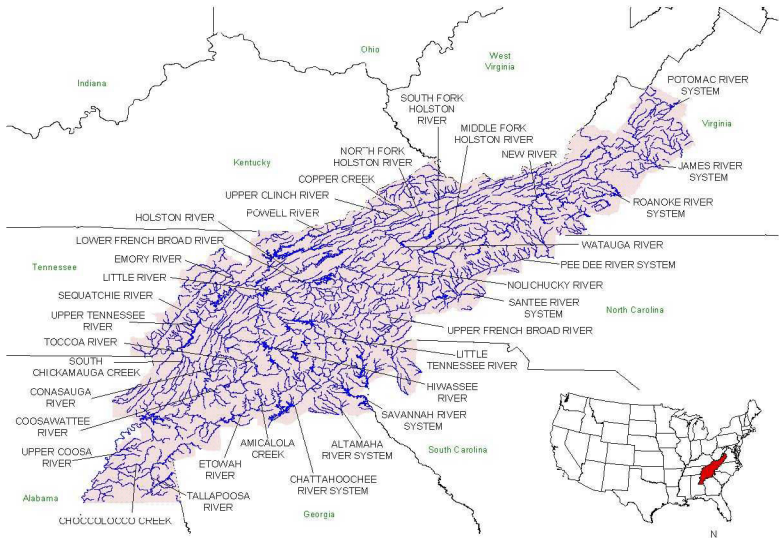 Ohio
West
Virginia
Indiana
POTOMAC RIVER
SYSTEM
SOUTH FORK
HOLSTON
RIVER
Virginia
MIDDLE FORK
HOLSTON RIVER
NORTH FORK
HOLSTON RIVER
NEW RIVER
Kentucky
JAMES RIVER
SYSTEM
COPPER CREEK
UPPER CLINCH RIVER
ROANOKE RIVER
SYSTEM
POWELL RIVER
HOLSTON RIVER
LOWER FRENCH BROAD RIVER
WATAUGA RIVER
EMORY RIVER
PEE DEE RIVER SYSTEM
Tennessee
LITTLE RIVER
NOLICHUCKY RIVER
SEQUATCHIE RIVER
SANTEE RIVER
SYSTEM
North Carolina
UPPER TENNESSEE
RIVER
UPPER FRENCH BROAD RIVER
TOCCOA RIVER
LITTLE
TENNESSEE RIVER
SOUTH
CHICKAMAUGA CREEK
HIWASSEE
RIVER
CONASAUGA
RIVER
SAVANNAH RIVER
SYSTEM
COOSAWATTEE
RIVER
AMICALOLA
CREEK
ALTAMAHA
RIVER SYSTEM
South Carolina
UPPER COOSA
RIVER
ETOWAH
RIVER
CHATTAHOOCHEE
RIVER SYSTEM
Alabama
TALLAPOOSA
RIVER
CHOCCOLOCCO CREEK
Georgia
N